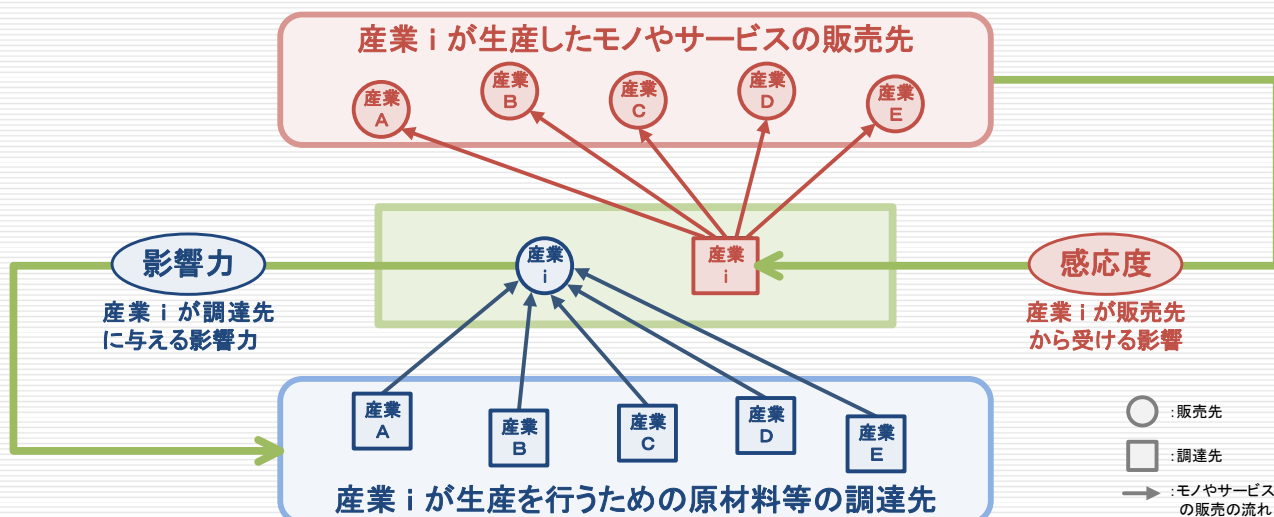 産業ｉが生産したモノやサービスの販売先
産業
A
産業
B
産業
C
産業
D
産業
E
影響力
産業ｉが調達先
に与える影響力
産業
i
産業
i
感応度
産業ｉが販売先
から受ける影響
産業
A
産業
B
産業
C
産業
D
産業
E
産業ｉが生産を行うための原材料等の調達先
:販売先
:調達先
:モノやサービス
の販売の流れ